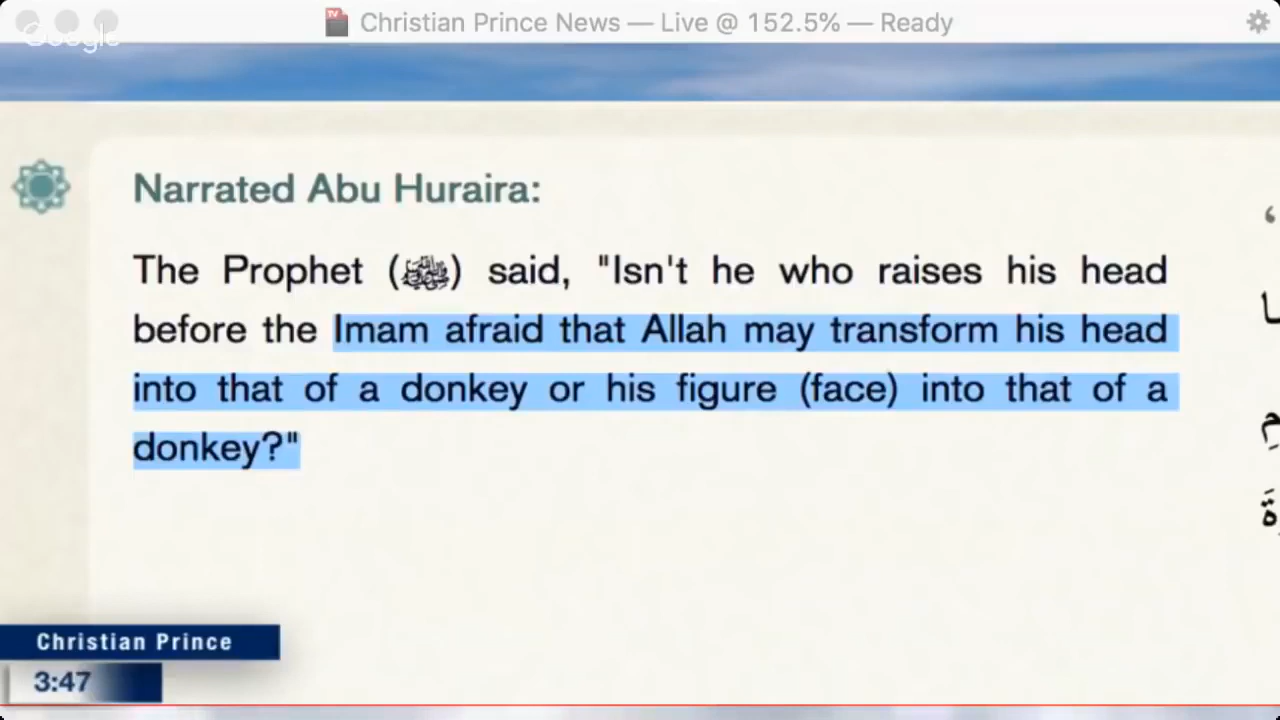 Google
Christian Prince News — Live @ 152.5% — Ready
Narrated Abu Huraira:
The Prophet (ﷺ) said, "Isn't he who raises his head
before the Imam afraid that Allah may transform his head
into that of a donkey or his figure (face) into that of a
donkey?"
Christian Prince
3:47